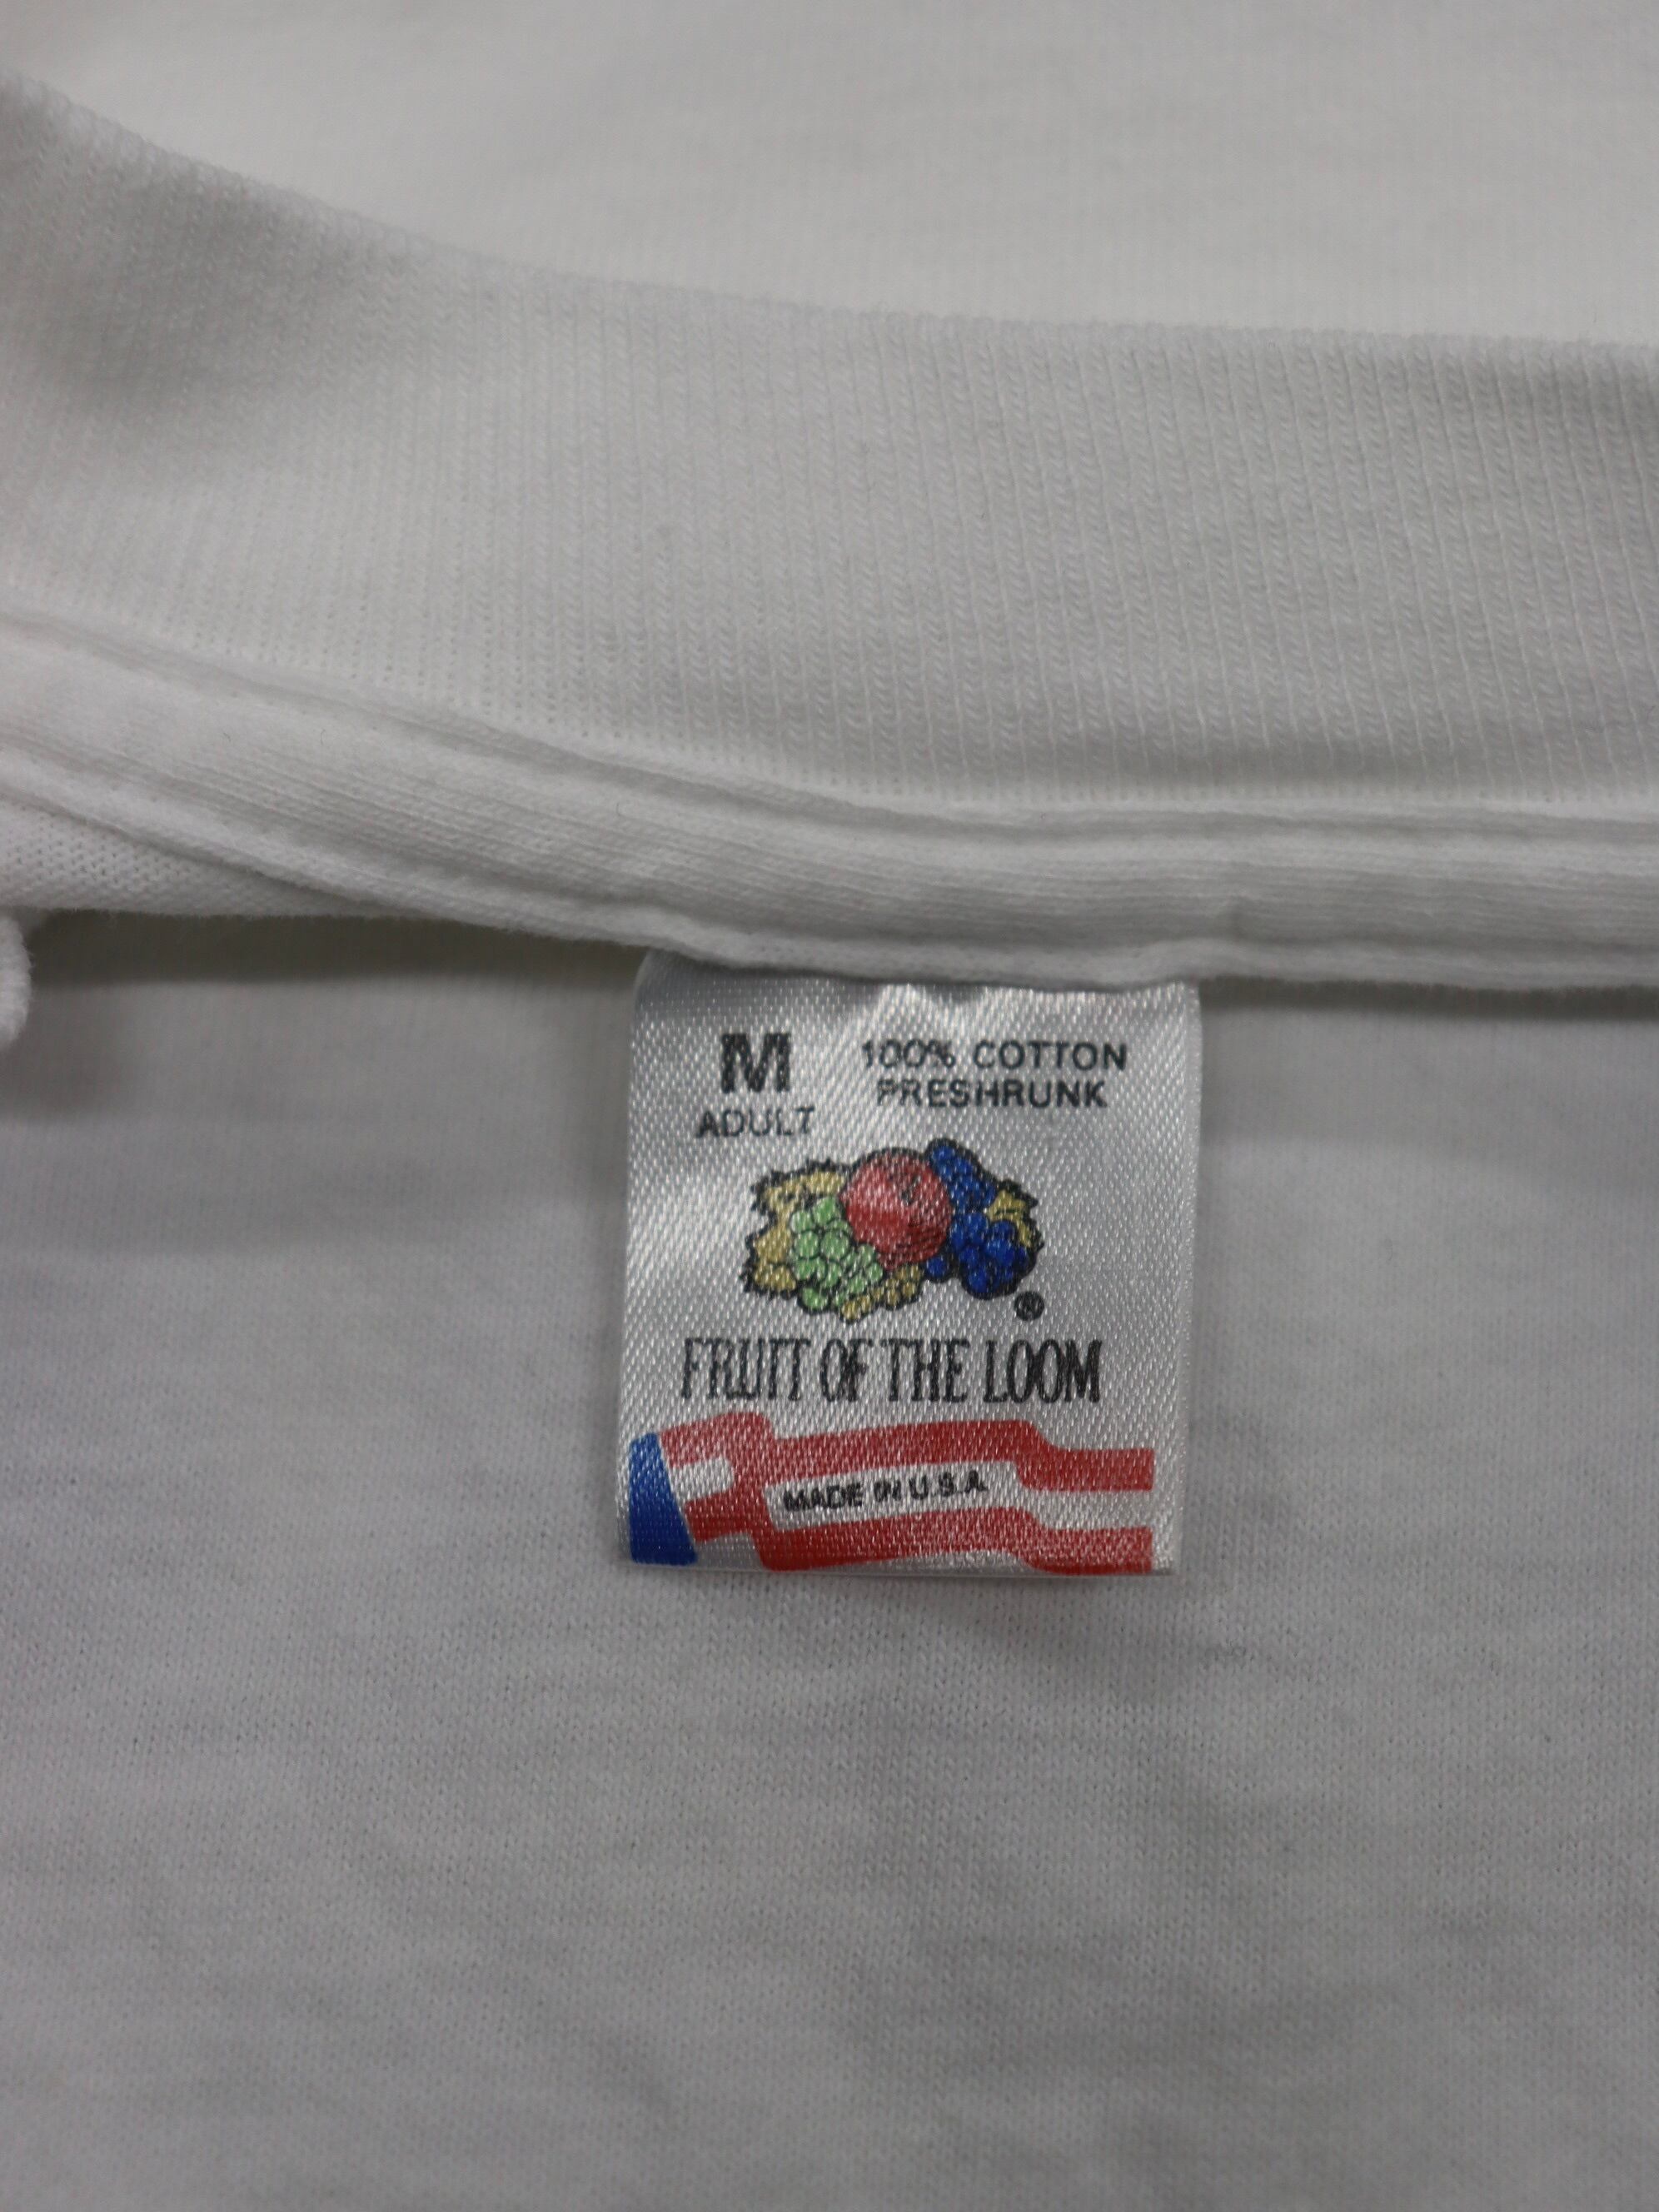 M
ADULT
100% COTTON
PRESHRUNK
®
FRUIT OF THE LOOM
MADE IN U.S.A.